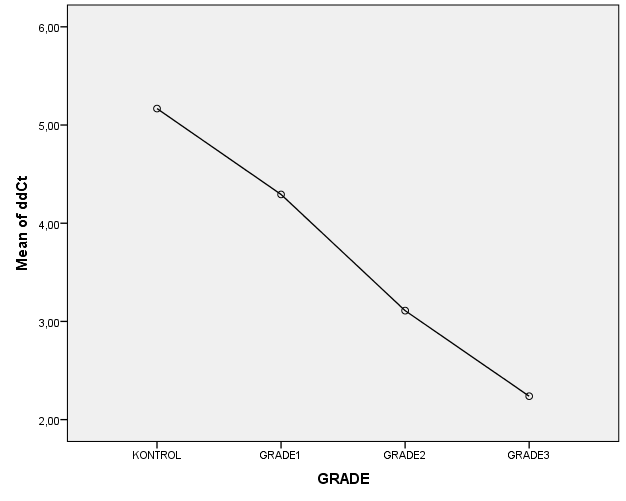 Mean of ddCt
6,00
5,00
4,00
3,00
2,00
KONTROL GRADE1 GRADE2 GRADE3
GRADE